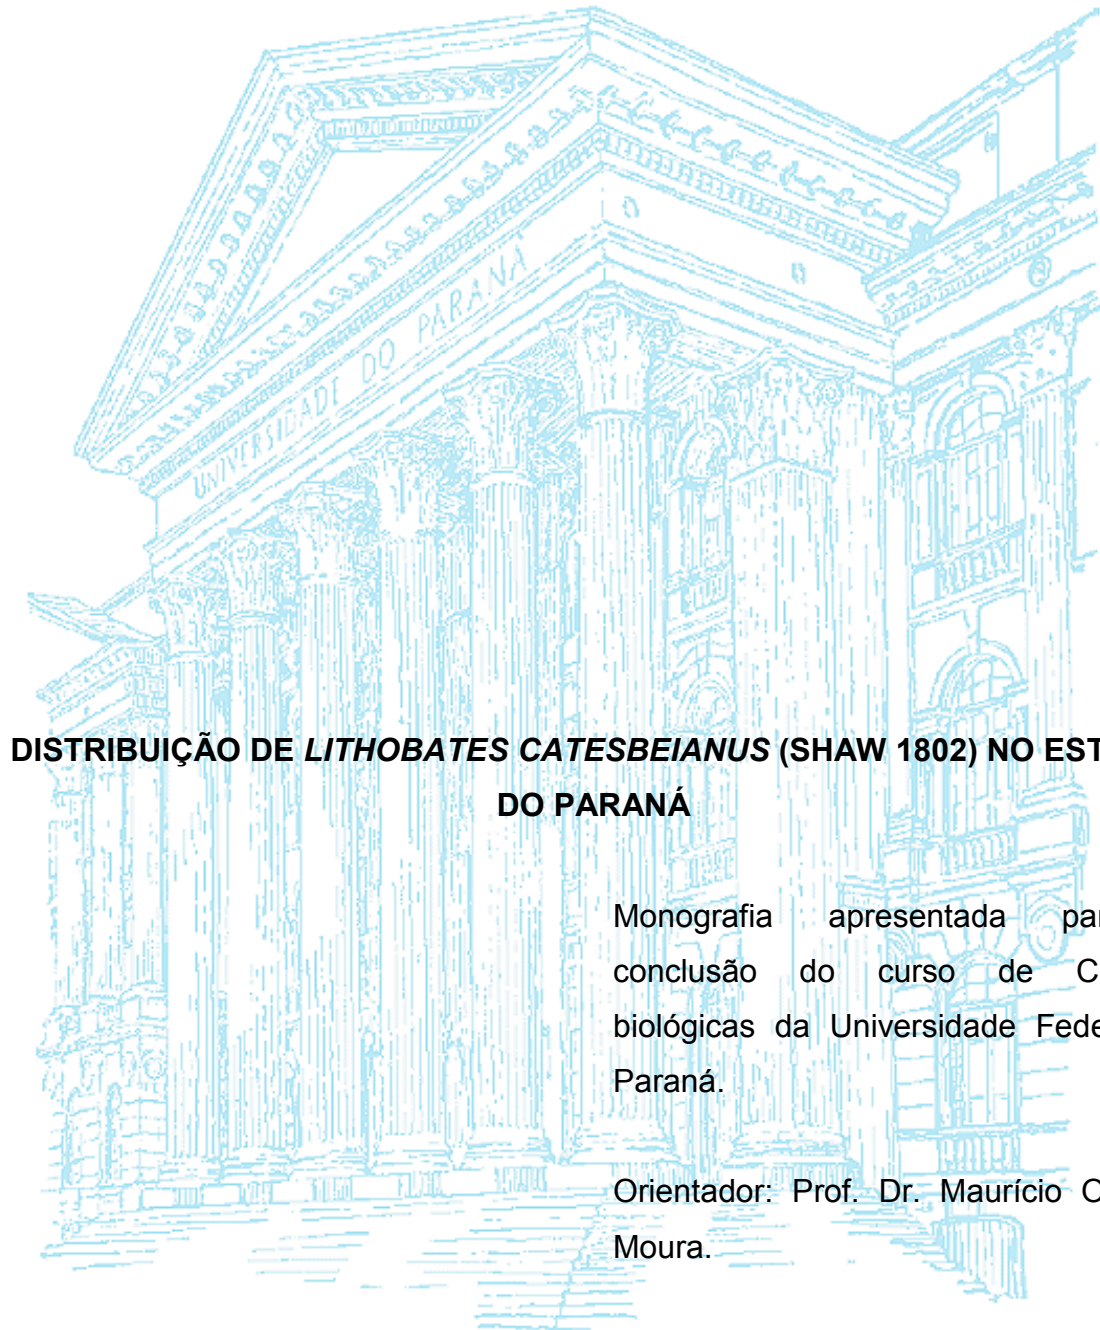 UNIVERSIDADE DO PARANÁ
DISTRIBUIÇÃO DE LITHOBATES CATESBEIANUS (SHAW 1802) NO EST
DO PARANÁ
Monografia apresentada par
conclusão do curso de C
biológicas da Universidade Fede
Paraná.
Orientador: Prof. Dr. Maurício O
Moura.